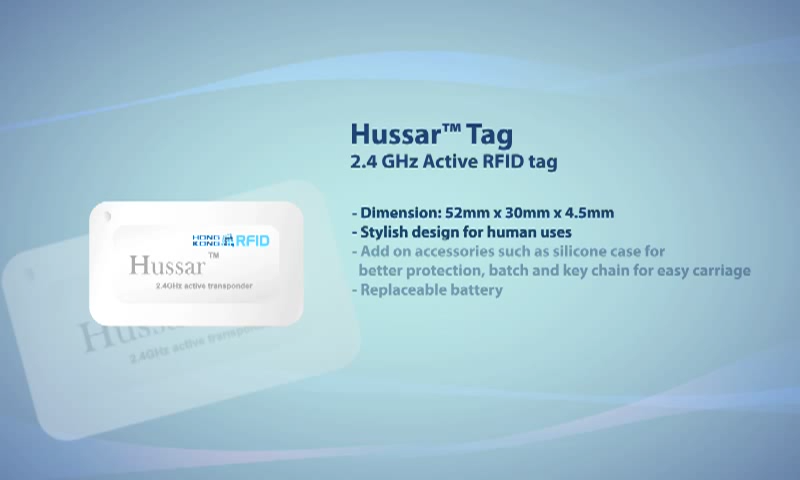 Hussar™ Tag
2.4 GHz Active RFID tag
- Dimension: 52mm x 30mm x 4.5mm
- Stylish design for human uses
- Add on accessories such as silicone case for
better protection, batch and key chain for easy carriage
- Replaceable battery
HONG KONG RFID
Hussar™
2.4GHz active transponder
Hussar
2.4GHz active transpon